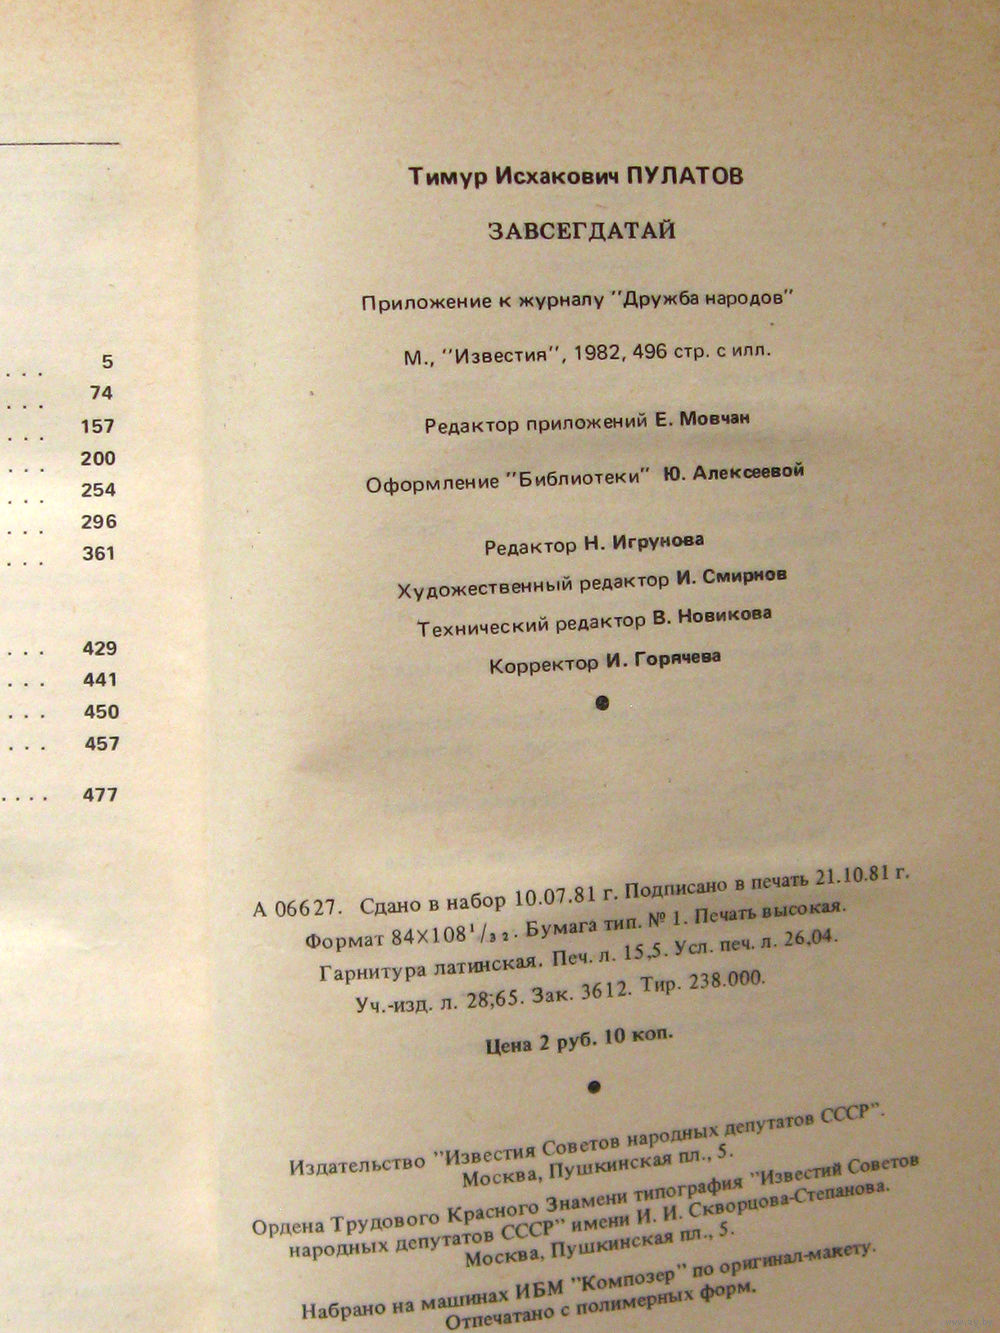 . . . 5
. . . 74
. . . 157
. . . 200
. . . 254
. . . 296
. . . 361
. . . 429
. . . 441
. . . 450
. . . 457
. . . . 477
Тимур Исхакович ПУЛАТОВ
ЗАВСЕГДАТАЙ
Приложение к журналу "Дружба народов"
М., "Известия", 1982, 496 стр. с илл.
Редактор приложений Е. Мовчан
Оформление "Библиотеки" Ю. Алексеевой
Редактор Н. Игрунова
Художественный редактор И. Смирнов
Технический редактор В. Новикова
Корректор И. Горячева
●
А 06627. Сдано в набор 10.07.81 г. Подписано в печать 21.10.81 г.
Формат 84×108¹/₃₂. Бумага тип. № 1. Печать высокая.
Гарнитура латинская. Печ. л. 15,5. Усл. печ. л. 26,04.
Уч.-изд. л. 28;65. Зак. 3612. Тир. 238.000.
Цена 2 руб. 10 коп.
●
Издательство "Известия Советов народных депутатов СССР".
Москва, Пушкинская пл., 5.
Ордена Трудового Красного Знамени типография "Известий Советов
народных депутатов СССР" имени И. И. Скворцова-Степанова.
Москва, Пушкинская пл., 5.
Набрано на машинах ИБМ "Композер" по оригинал-макету.
Отпечатано с полимерных форм.